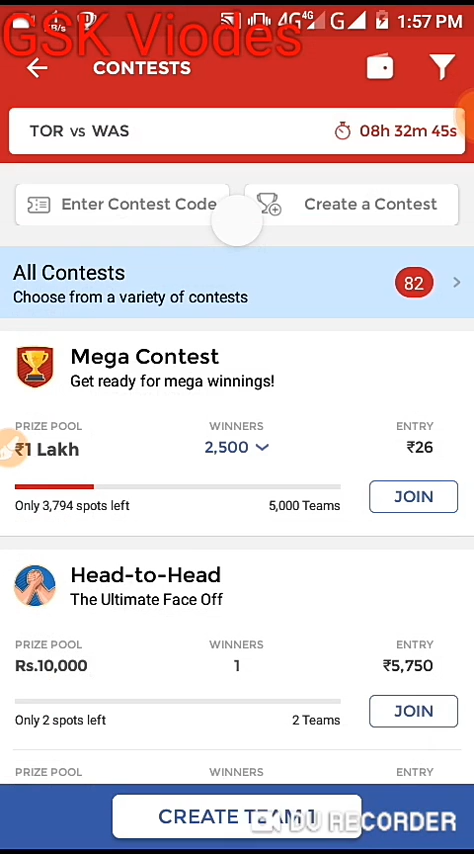 GSK Viodes
4G 4G G 1:57 PM
B/s
CONTESTS
TOR vs WAS 08h 32m 45s
Enter Contest Code Create a Contest
All Contests 82
Choose from a variety of contests
Mega Contest
Get ready for mega winnings!
PRIZE POOL WINNERS ENTRY
₹1 Lakh 2,500 ₹26
Only 3,794 spots left 5,000 Teams JOIN
Head-to-Head
The Ultimate Face Off
PRIZE POOL WINNERS ENTRY
Rs.10,000 1 ₹5,750
Only 2 spots left 2 Teams JOIN
PRIZE POOL WINNERS ENTRY
CREATE TEAM 1
DU RECORDER